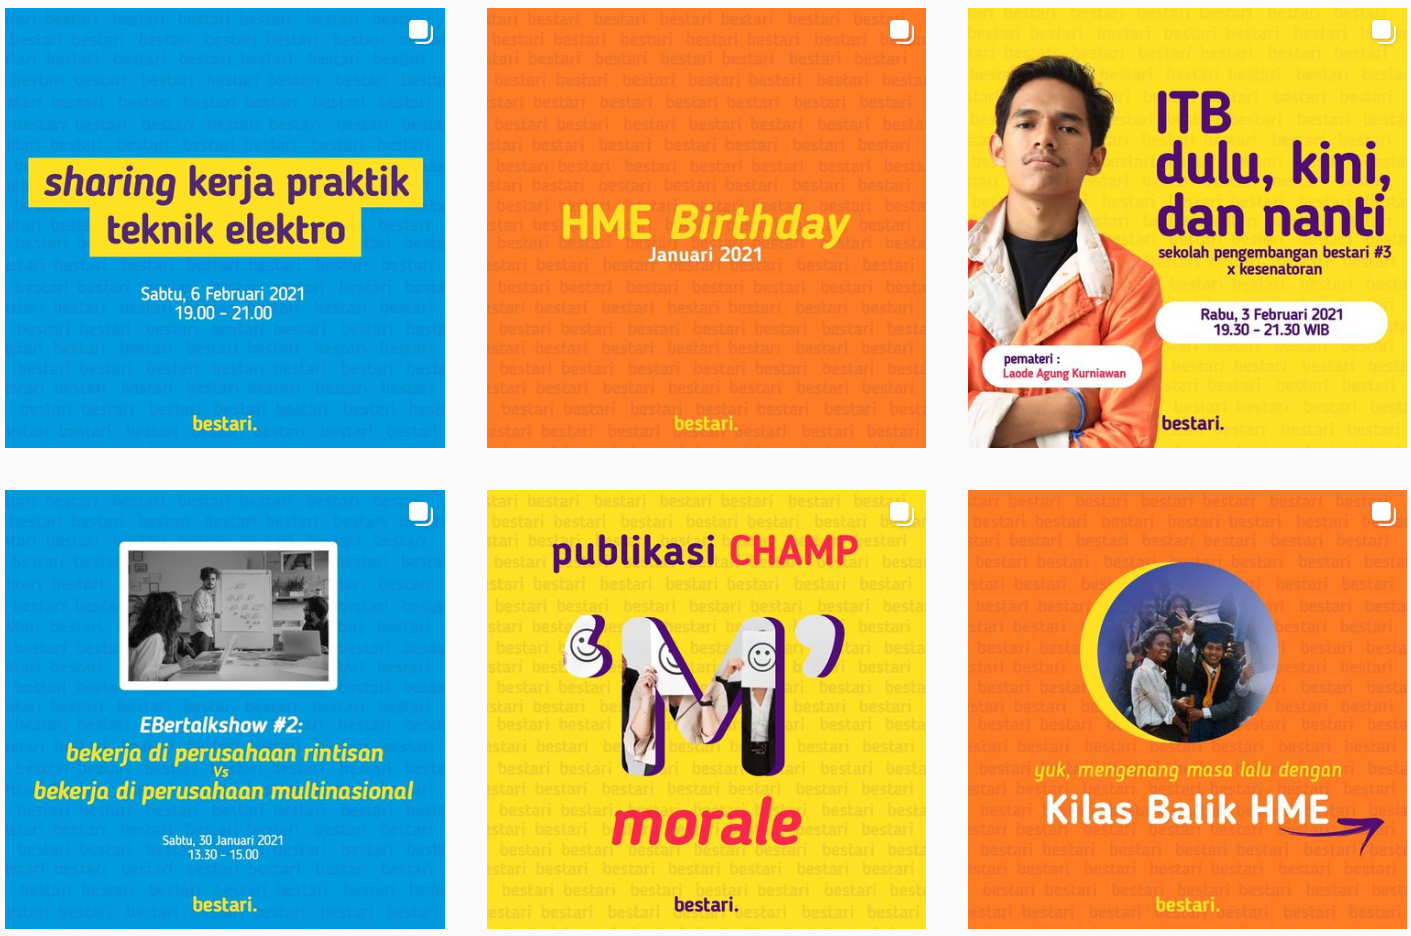 sharing kerja praktik
teknik elektro
Sabtu, 6 Februari 2021
19.00 - 21.00
bestari.
HME Birthday
Januari 2021
bestari.
ITB
dulu, kini,
dan nanti
sekolah pengembangan bestari #3
x kesenatoran
Rabu, 3 Februari 2021
19.30 - 21.30 WIB
pemateri :
Laode Agung Kurniawan
bestari.
EBertalkshow #2:
bekerja di perusahaan rintisan
Vs
bekerja di perusahaan multinasional
Sabtu, 30 Januari 2021
13.30 - 15.00
bestari.
publikasi CHAMP
‘M’
morale
bestari.
yuk, mengenang masa lalu dengan
Kilas Balik HME
bestari.